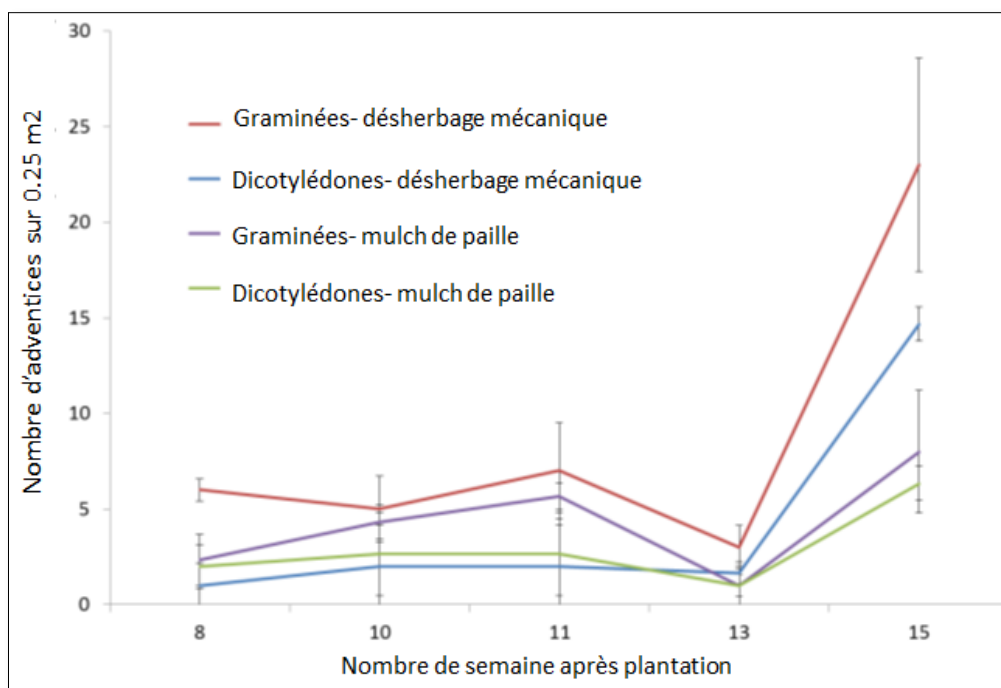 30
25
20
15
10
5
0
Nombre d'adventices sur 0.25 m2
Graminées- désherbage mécanique
Dicotylédones- désherbage mécanique
Graminées- mulch de paille
Dicotylédones- mulch de paille
8 10 11 13 15
Nombre de semaine après plantation